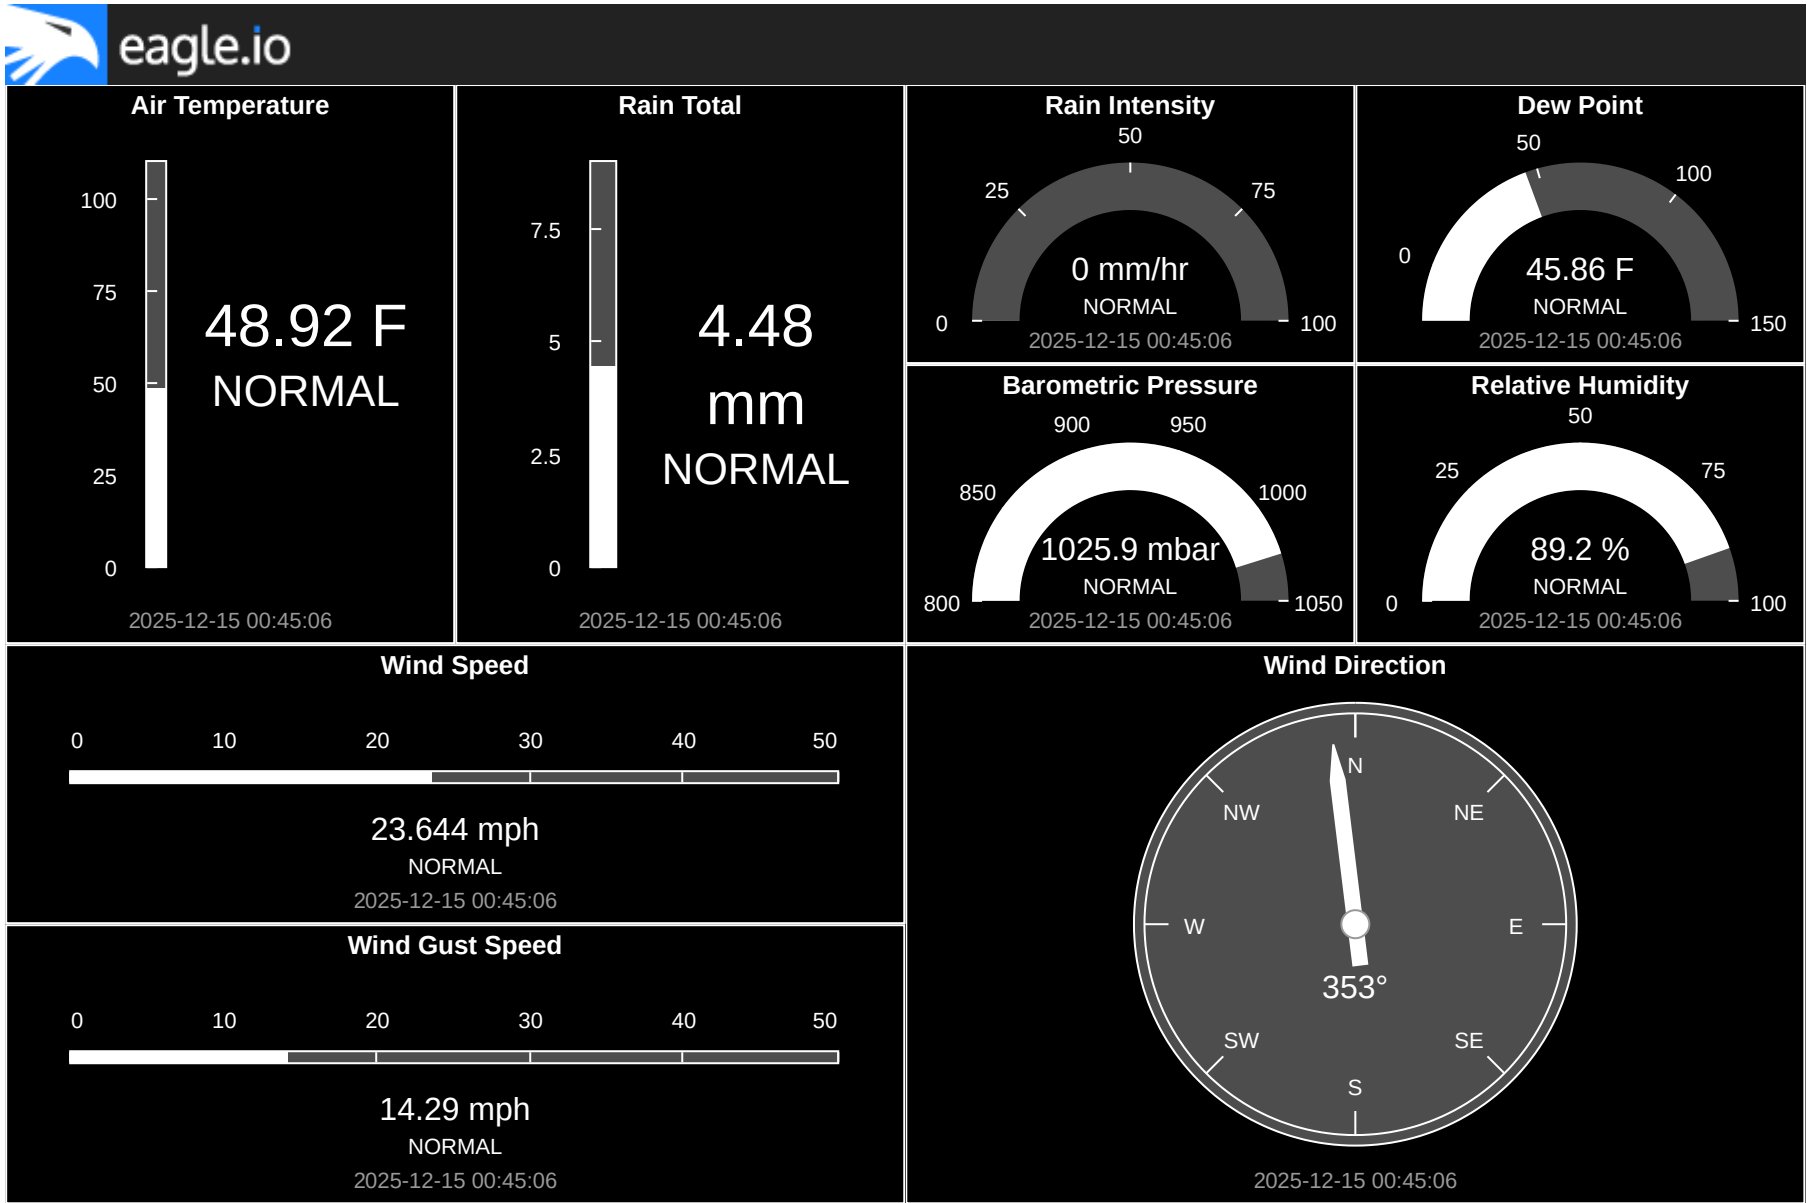 eagle.io
Air Temperature
100
75
50
25
0
48.92 F
NORMAL
2025-12-15 00:45:06
Rain Total
7.5
5
2.5
0
4.48
mm
NORMAL
2025-12-15 00:45:06
Rain Intensity
50
25
75
0
100
0 mm/hr
NORMAL
2025-12-15 00:45:06
Dew Point
50
100
0
150
45.86 F
NORMAL
2025-12-15 00:45:06
Barometric Pressure
900
950
850
1000
800
1050
1025.9 mbar
NORMAL
2025-12-15 00:45:06
Relative Humidity
50
25
75
0
100
89.2 %
NORMAL
2025-12-15 00:45:06
Wind Speed
0 10 20 30 40 50
23.644 mph
NORMAL
2025-12-15 00:45:06
Wind Gust Speed
0 10 20 30 40 50
14.29 mph
NORMAL
2025-12-15 00:45:06
Wind Direction
N
NW NE
W E
353°
SW SE
S
2025-12-15 00:45:06